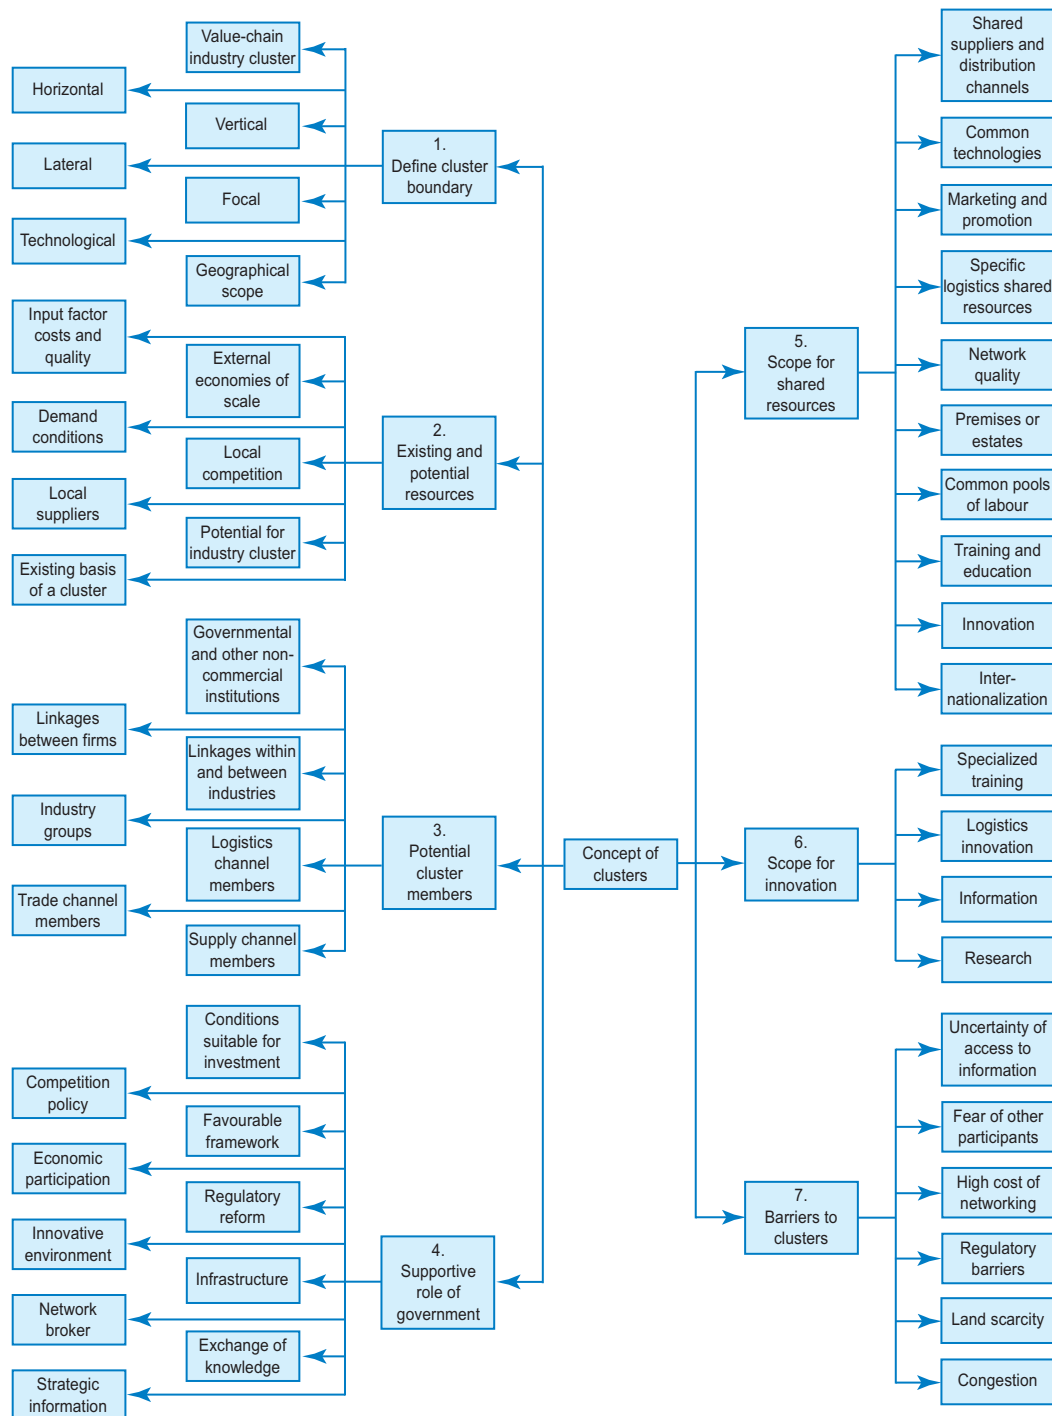 Value-chain
industry cluster
Horizontal
Vertical
Lateral
Focal
Technological
Geographical
scope
1.
Define cluster
boundary
Input factor
costs and
quality
External
economies of
scale
Demand
conditions
Local
competition
Local
suppliers
Potential for
industry cluster
Existing basis
of a cluster
2.
Existing and
potential
resources
Governmental
and other non-
commercial
institutions
Linkages
between firms
Linkages within
and between
industries
Industry
groups
Logistics
channel
members
Trade channel
members
Supply channel
members
3.
Potential
cluster
members
Conditions
suitable for
investment
Competition
policy
Favourable
framework
Economic
participation
Regulatory
reform
Innovative
environment
Infrastructure
Network
broker
Exchange of
knowledge
Strategic
information
4.
Supportive
role of
government
Concept of
clusters
5.
Scope for
shared
resources
Shared
suppliers and
distribution
channels
Common
technologies
Marketing and
promotion
Specific
logistics shared
resources
Network
quality
Premises or
estates
Common pools
of labour
Training and
education
Innovation
Inter-
nationalization
6.
Scope for
innovation
Specialized
training
Logistics
innovation
Information
Research
7.
Barriers to
clusters
Uncertainty of
access to
information
Fear of other
participants
High cost of
networking
Regulatory
barriers
Land scarcity
Congestion